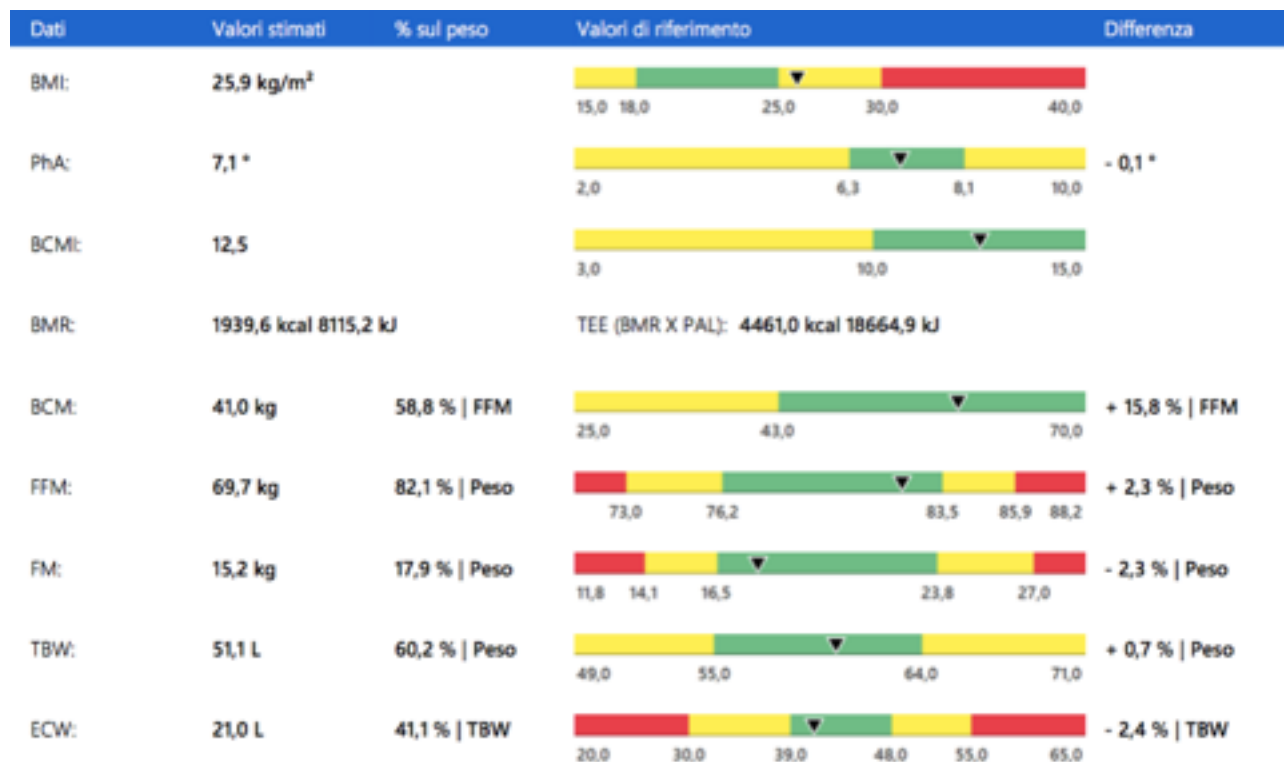 Dati Valori stimati % sul peso Valori di riferimento Differenza
BMI: 25,9 kg/m²
15,0 18,0 25,0 30,0 40,0
PhA: 7,1 ° - 0,1 °
2,0 6,3 8,1 10,0
BCMI: 12,5
3,0 10,0 15,0
BMR: 1939,6 kcal 8115,2 kJ TEE (BMR X PAL): 4461,0 kcal 18664,9 kJ
BCM: 41,0 kg 58,8 % | FFM + 15,8 % | FFM
25,0 43,0 70,0
FFM: 69,7 kg 82,1 % | Peso + 2,3 % | Peso
73,0 76,2 83,5 85,9 88,2
FM: 15,2 kg 17,9 % | Peso - 2,3 % | Peso
11,8 14,1 16,5 23,8 27,0
TBW: 51,1 L 60,2 % | Peso + 0,7 % | Peso
49,0 55,0 64,0 71,0
ECW: 21,0 L 41,1 % | TBW - 2,4 % | TBW
20,0 30,0 39,0 48,0 55,0 65,0